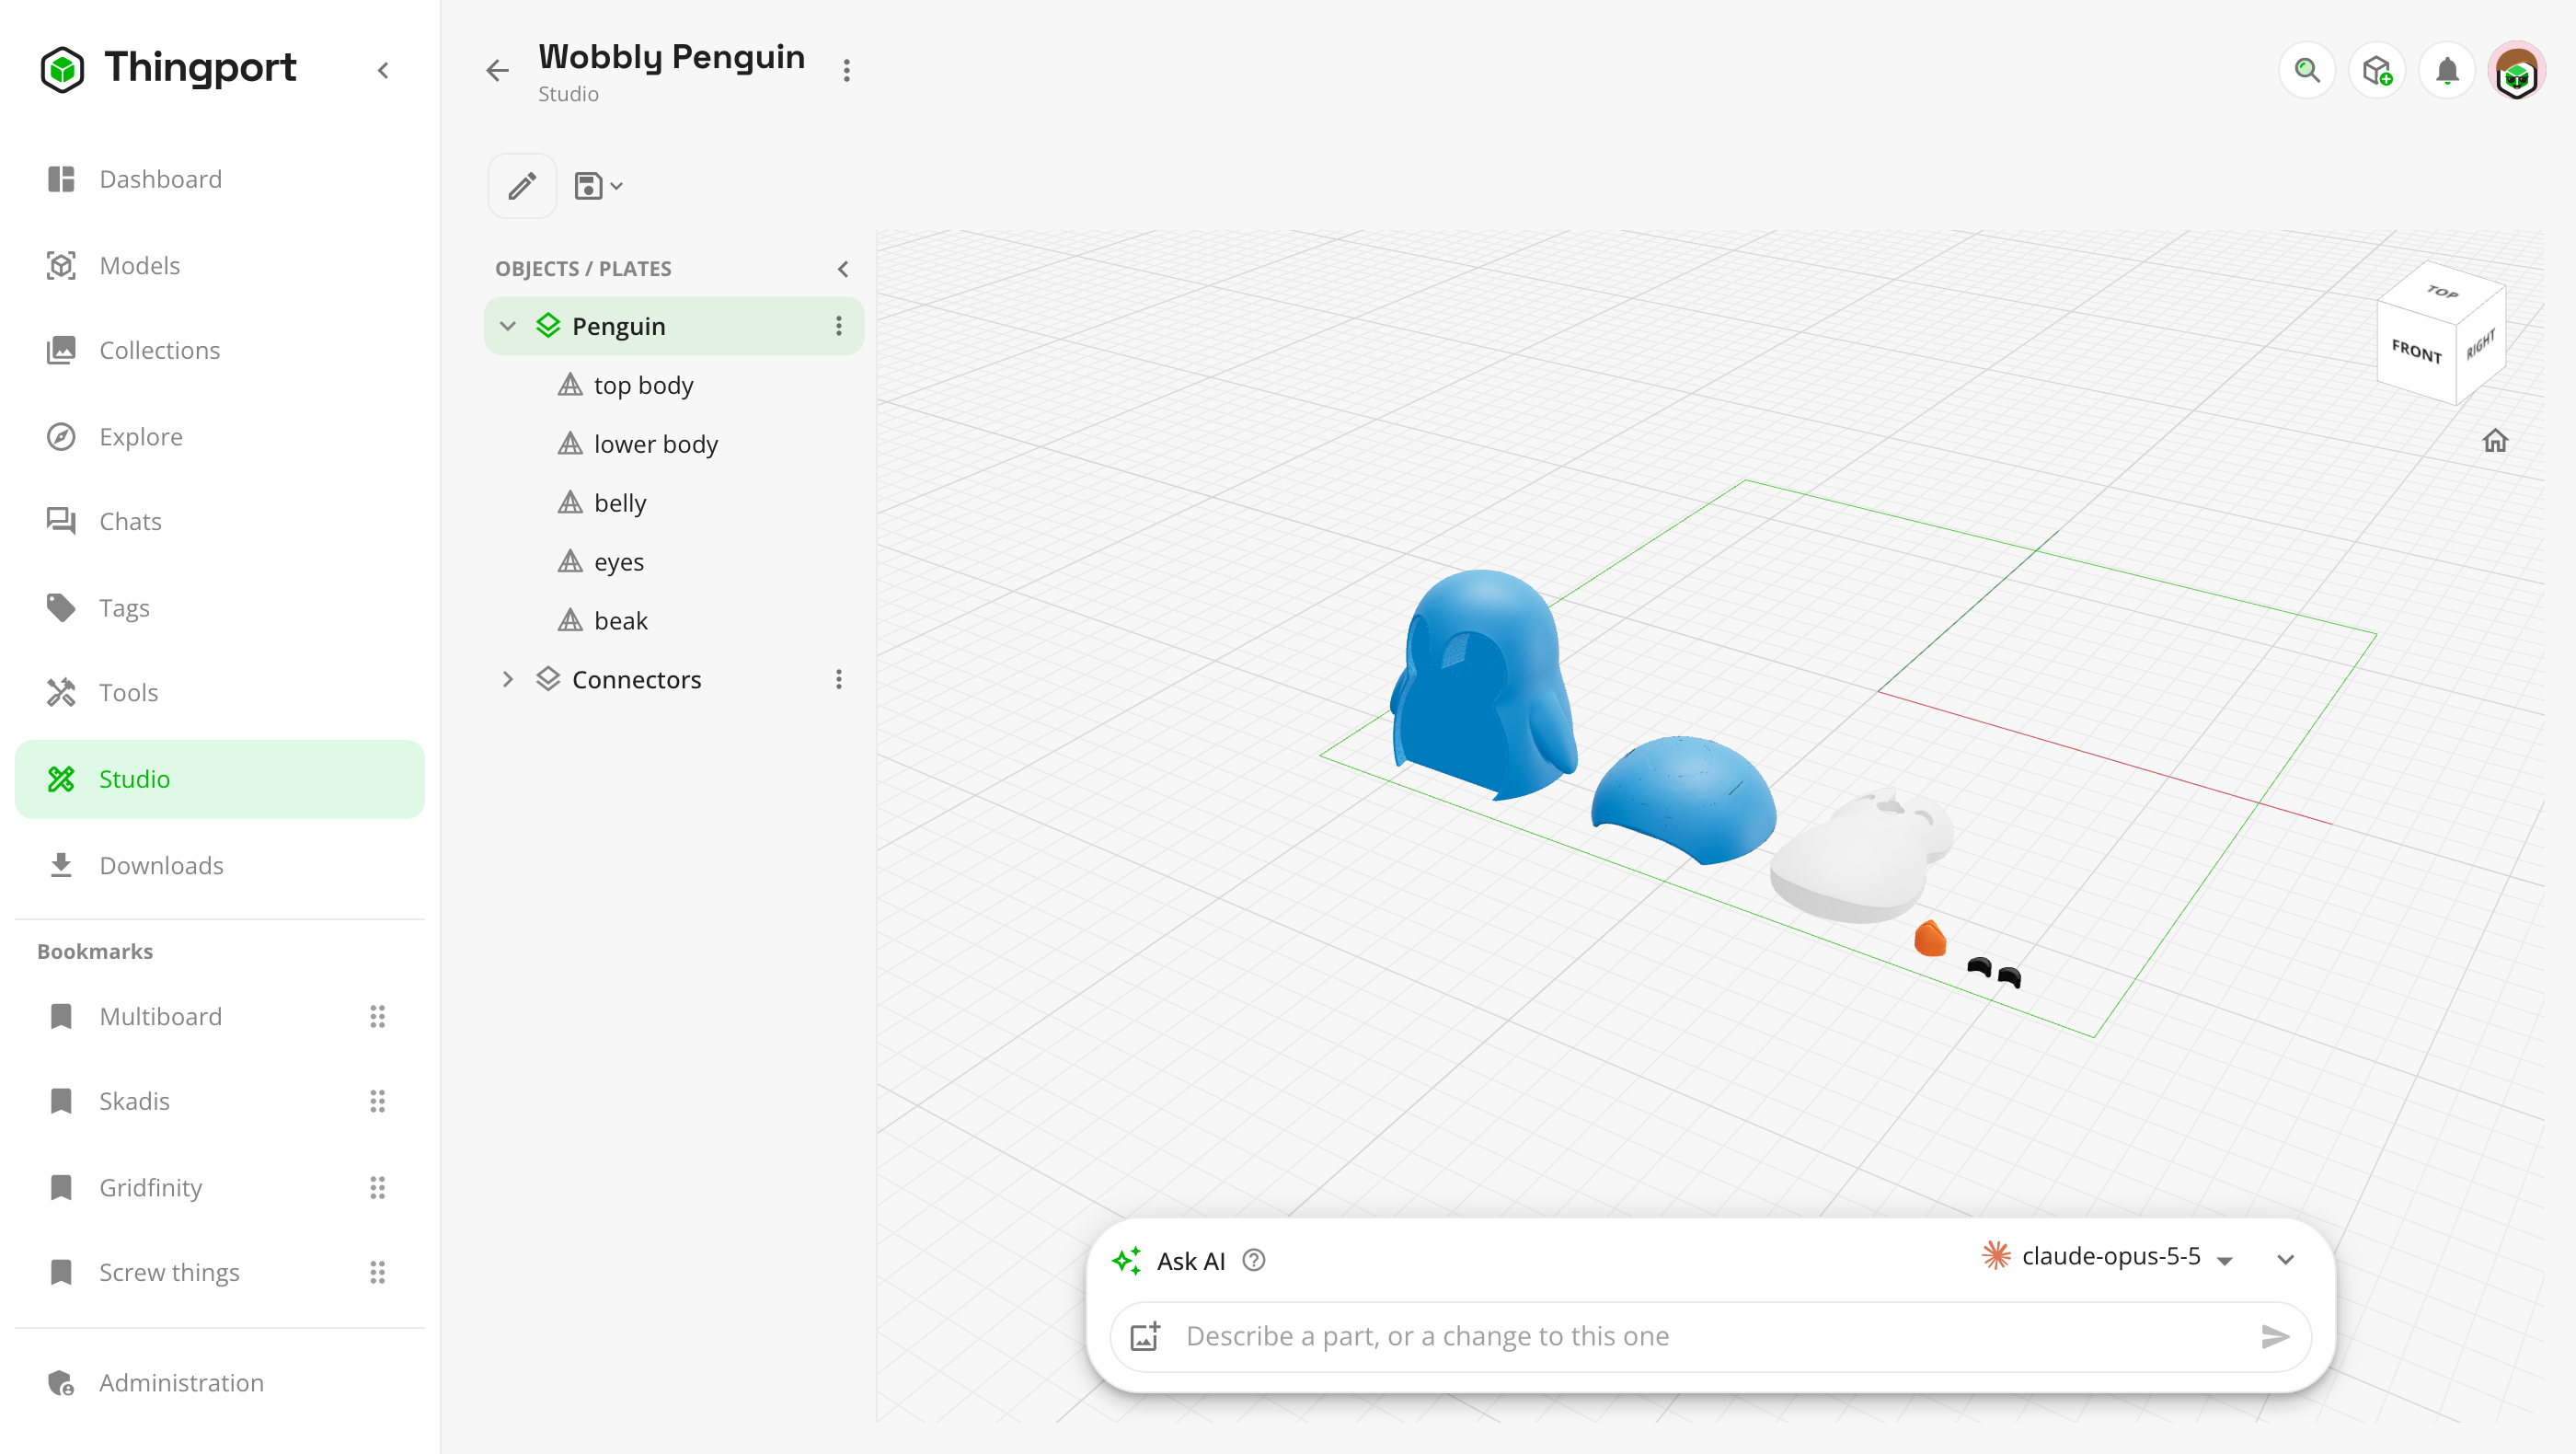 Thingport
Dashboard
Models
Collections
Explore
Chats
Tags
Tools
Studio
Downloads
Bookmarks
Multiboard
Skadis
Gridfinity
Screw things
Administration
Wobbly Penguin
Studio
OBJECTS / PLATES
Penguin
top body
lower body
belly
eyes
beak
Connectors
TOP
FRONT
RIGHT
Ask AI
claude-opus-5-5
Describe a part, or a change to this one